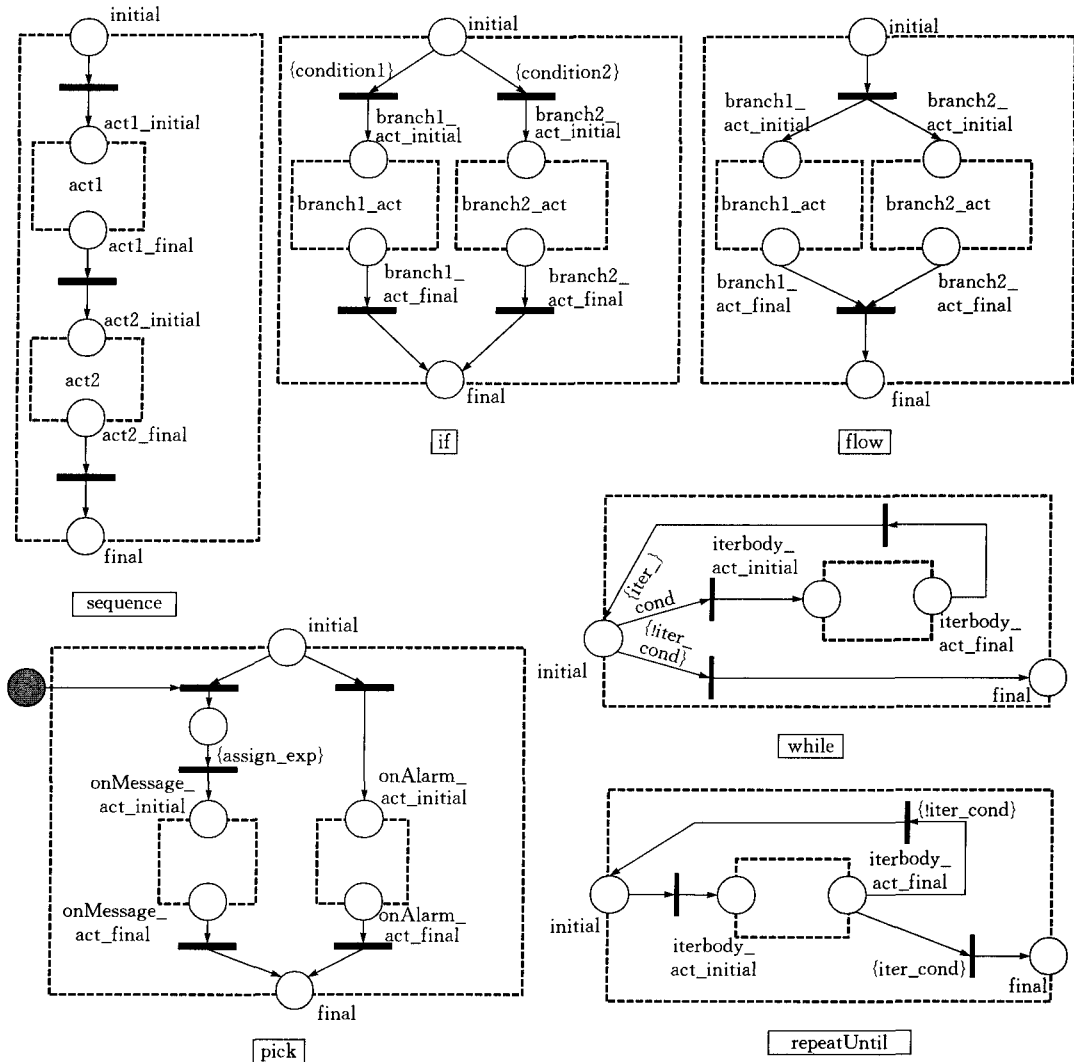 initial
act1_initial
act1
act1_final
act2_initial
act2
act2_final
final
sequence
initial
{condition1}
{condition2}
branch1_
act_initial
branch2_
act_initial
branch1_act
branch2_act
branch1_
act_final
branch2_
act_final
final
if
initial
branch1_
act_initial
branch2_
act_initial
branch1_act
branch2_act
branch1_
act_final
branch2_
act_final
final
flow
initial
{assign_exp}
onMessage_
act_initial
onAlarm_
act_initial
onMessage_
act_final
onAlarm_
act_final
final
pick
iterbody_
act_initial
{iter_
cond
{!iter_
cond}
initial
iterbody_
act_final
final
while
{!iter_cond}
iterbody_
act_final
initial
iterbody_
act_initial
{iter_cond}
final
repeatUntil